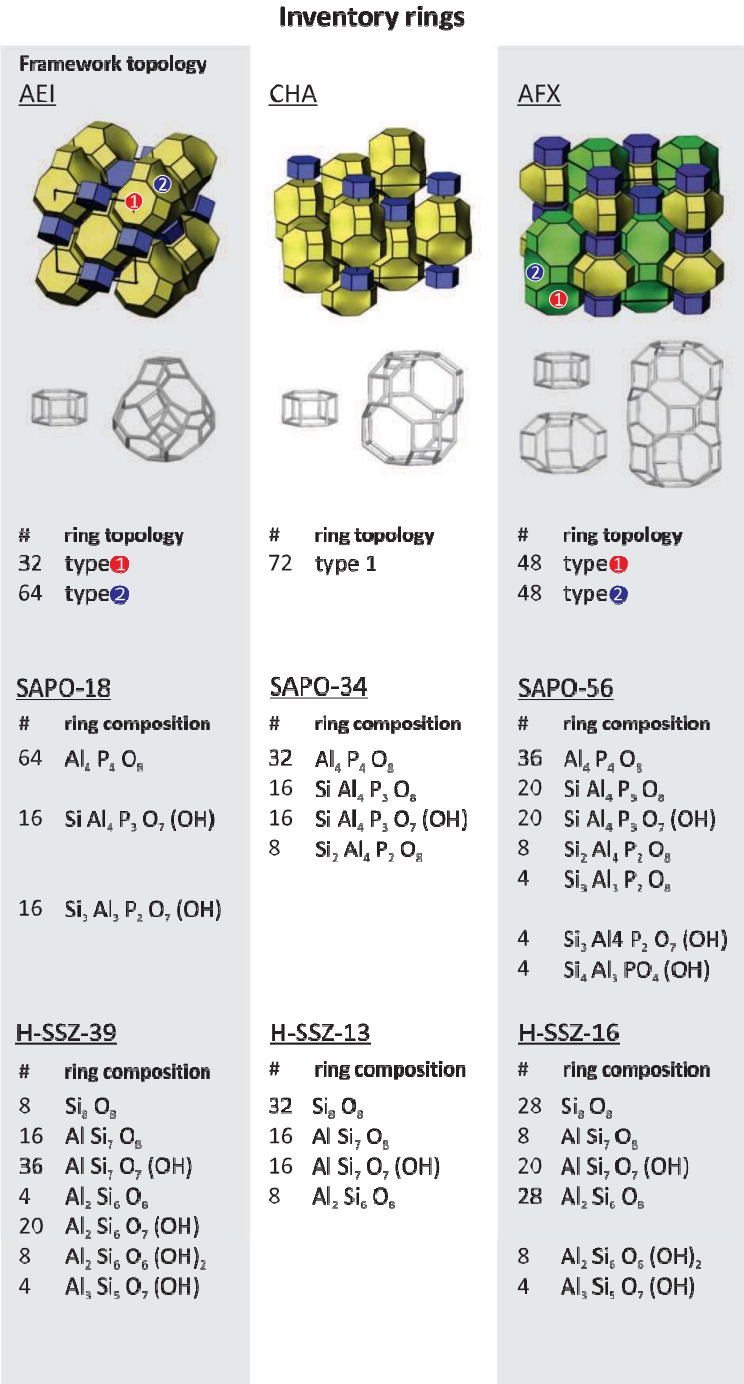 Inventory rings
Framework topology
AEI
CHA
AFX
2
1
2
1
# ring topology
32 type 1
64 type 2
# ring topology
72 type 1
# ring topology
48 type 1
48 type 2
SAPO-18
# ring composition
64 Al₄ P₄ O₈
16 Si Al₄ P₃ O₇ (OH)
16 Si₃ Al₃ P₂ O₇ (OH)
SAPO-34
# ring composition
32 Al₄ P₄ O₈
16 Si Al₄ P₃ O₈
16 Si Al₄ P₃ O₇ (OH)
8 Si₂ Al₄ P₂ O₈
SAPO-56
# ring composition
36 Al₄ P₄ O₈
20 Si Al₄ P₃ O₈
20 Si Al₄ P₃ O₇ (OH)
8 Si₂ Al₄ P₂ O₈
4 Si₃ Al₃ P₂ O₈
4 Si₃ Al4 P₂ O₇ (OH)
4 Si₄ Al₃ PO₄ (OH)
H-SSZ-39
# ring composition
8 Si₈ O₈
16 Al Si₇ O₈
36 Al Si₇ O₇ (OH)
4 Al₂ Si₆ O₈
20 Al₂ Si₆ O₇ (OH)
8 Al₂ Si₆ O₆ (OH)₂
4 Al₃ Si₅ O₇ (OH)
H-SSZ-13
# ring composition
32 Si₈ O₈
16 Al Si₇ O₈
16 Al Si₇ O₇ (OH)
8 Al₂ Si₆ O₈
H-SSZ-16
# ring composition
28 Si₈ O₈
8 Al Si₇ O₈
20 Al Si₇ O₇ (OH)
28 Al₂ Si₆ O₈
8 Al₂ Si₆ O₆ (OH)₂
4 Al₃ Si₅ O₇ (OH)